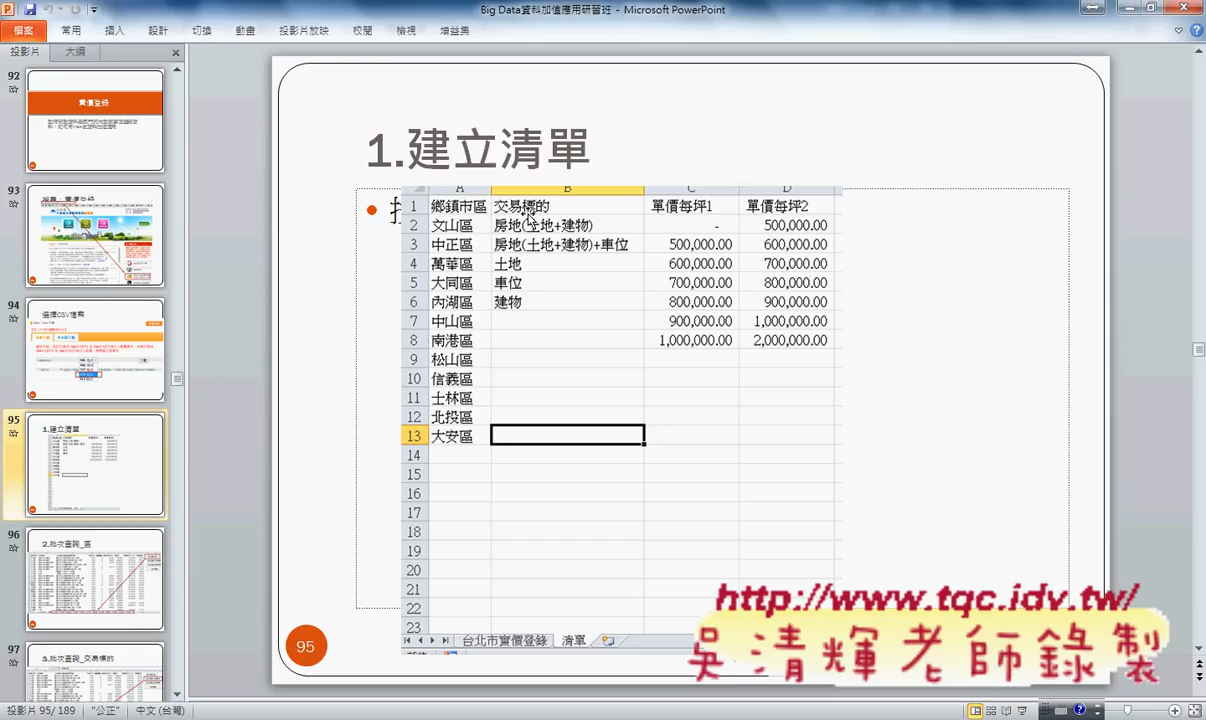 Big Data資料加值應用研習班 - Microsoft PowerPoint
檔案 常用 插入 設計 切換 動畫 投影片放映 校閱 檢視 增益集
投影片 大綱
92
實價登錄
93
94
選擇CSV檔案
95
1.建立清單
96
2.批次查詢_區
97
3.批次查詢_交易標的
1.建立清單
A B C D
1 鄉鎮市區 交易標的 單價每坪1 單價每坪2
2 文山區 房地(土地+建物) - 500,000.00
3 中正區 房地(土地+建物)+車位 500,000.00 600,000.00
4 萬華區 土地 600,000.00 700,000.00
5 大同區 車位 700,000.00 800,000.00
6 內湖區 建物 800,000.00 900,000.00
7 中山區 900,000.00 1,000,000.00
8 南港區 1,000,000.00 2,000,000.00
9 松山區
10 信義區
11 士林區
12 北投區
13 大安區
14
15
16
17
18
19
20
21
22
23
台北市實價登錄 清單
95
http://www.tqc.idv.tw/
吳清輝老師錄製
投影片 95/189 "公正" 中文 (台灣)